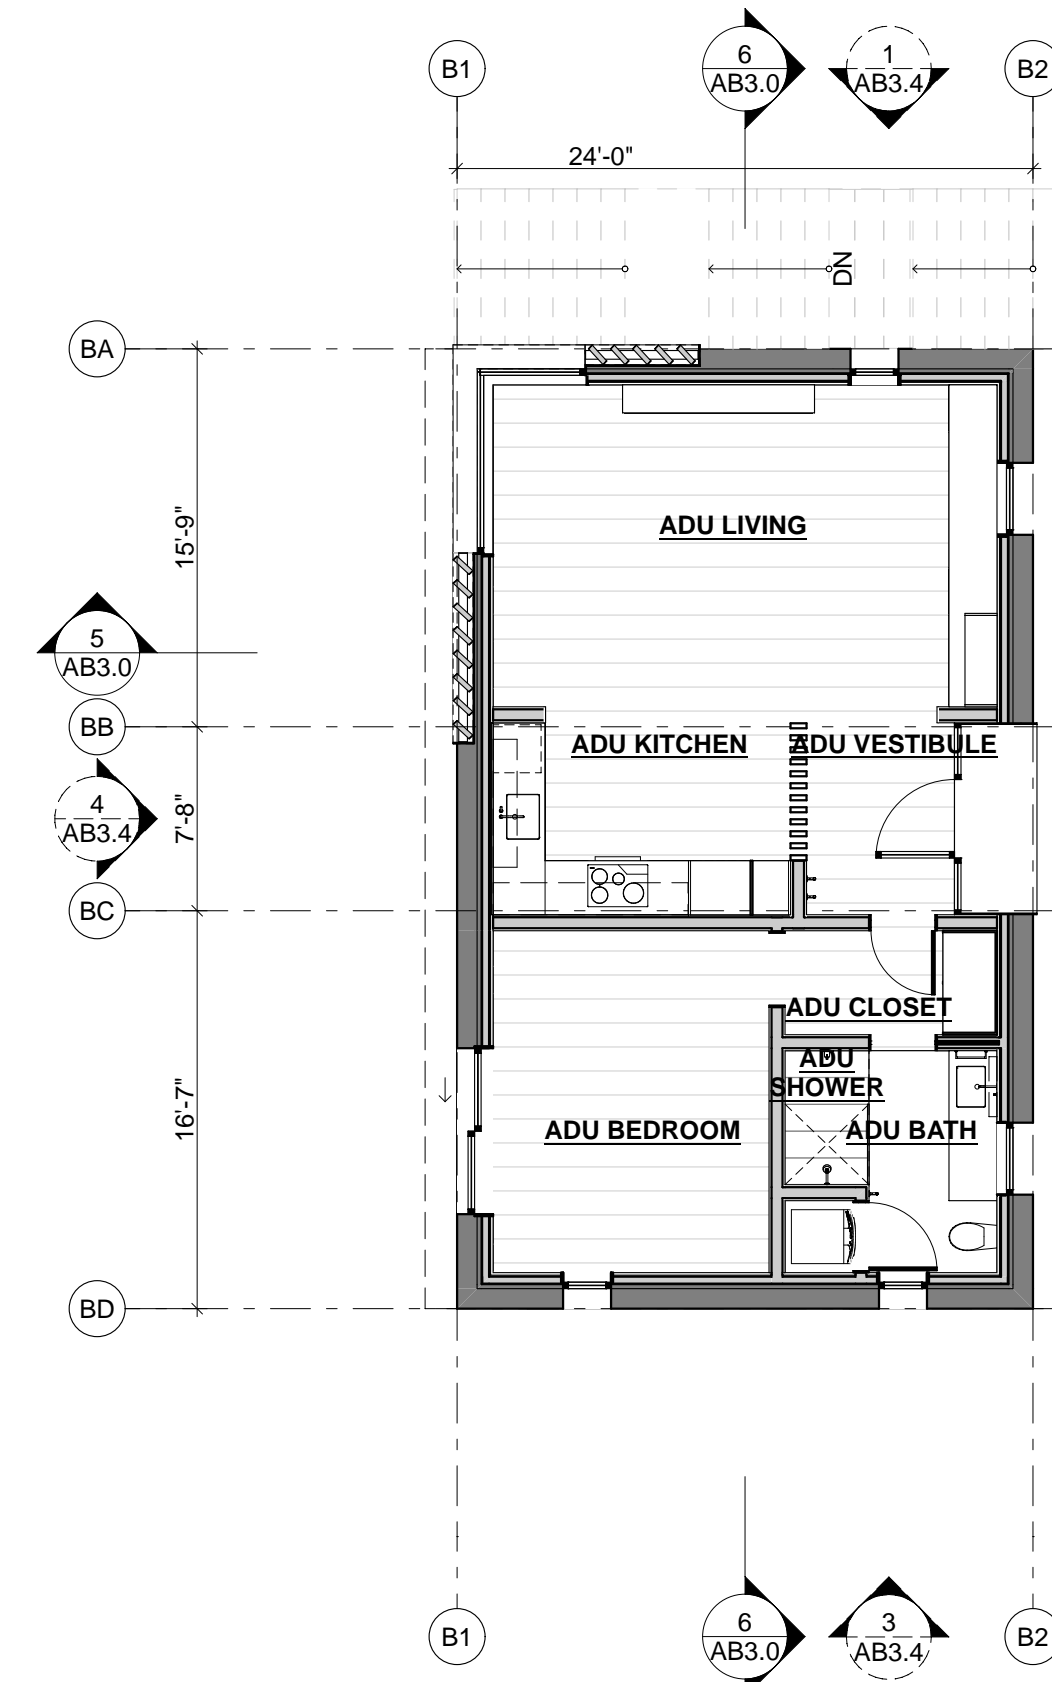 B1
6
AB3.0
1
AB3.4
B2
24'-0"
DN
BA
15'-9"
ADU LIVING
5
AB3.0
BB
ADU KITCHEN
ADU VESTIBULE
4
AB3.4
7'-8"
BC
ADU CLOSET
ADU
SHOWER
16'-7"
ADU BEDROOM
ADU BATH
BD
B1
6
AB3.0
3
AB3.4
B2